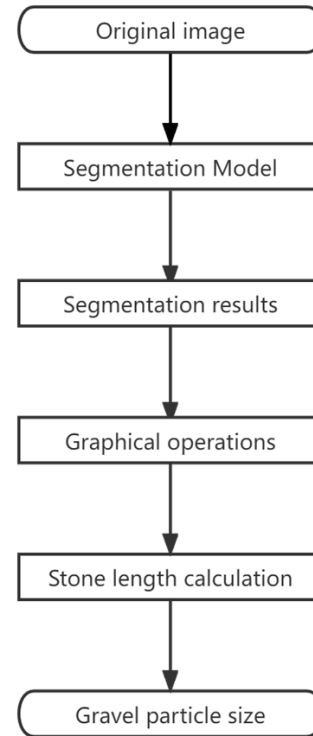 Original image
Segmentation Model
Segmentation results
Graphical operations
Stone length calculation
Gravel particle size